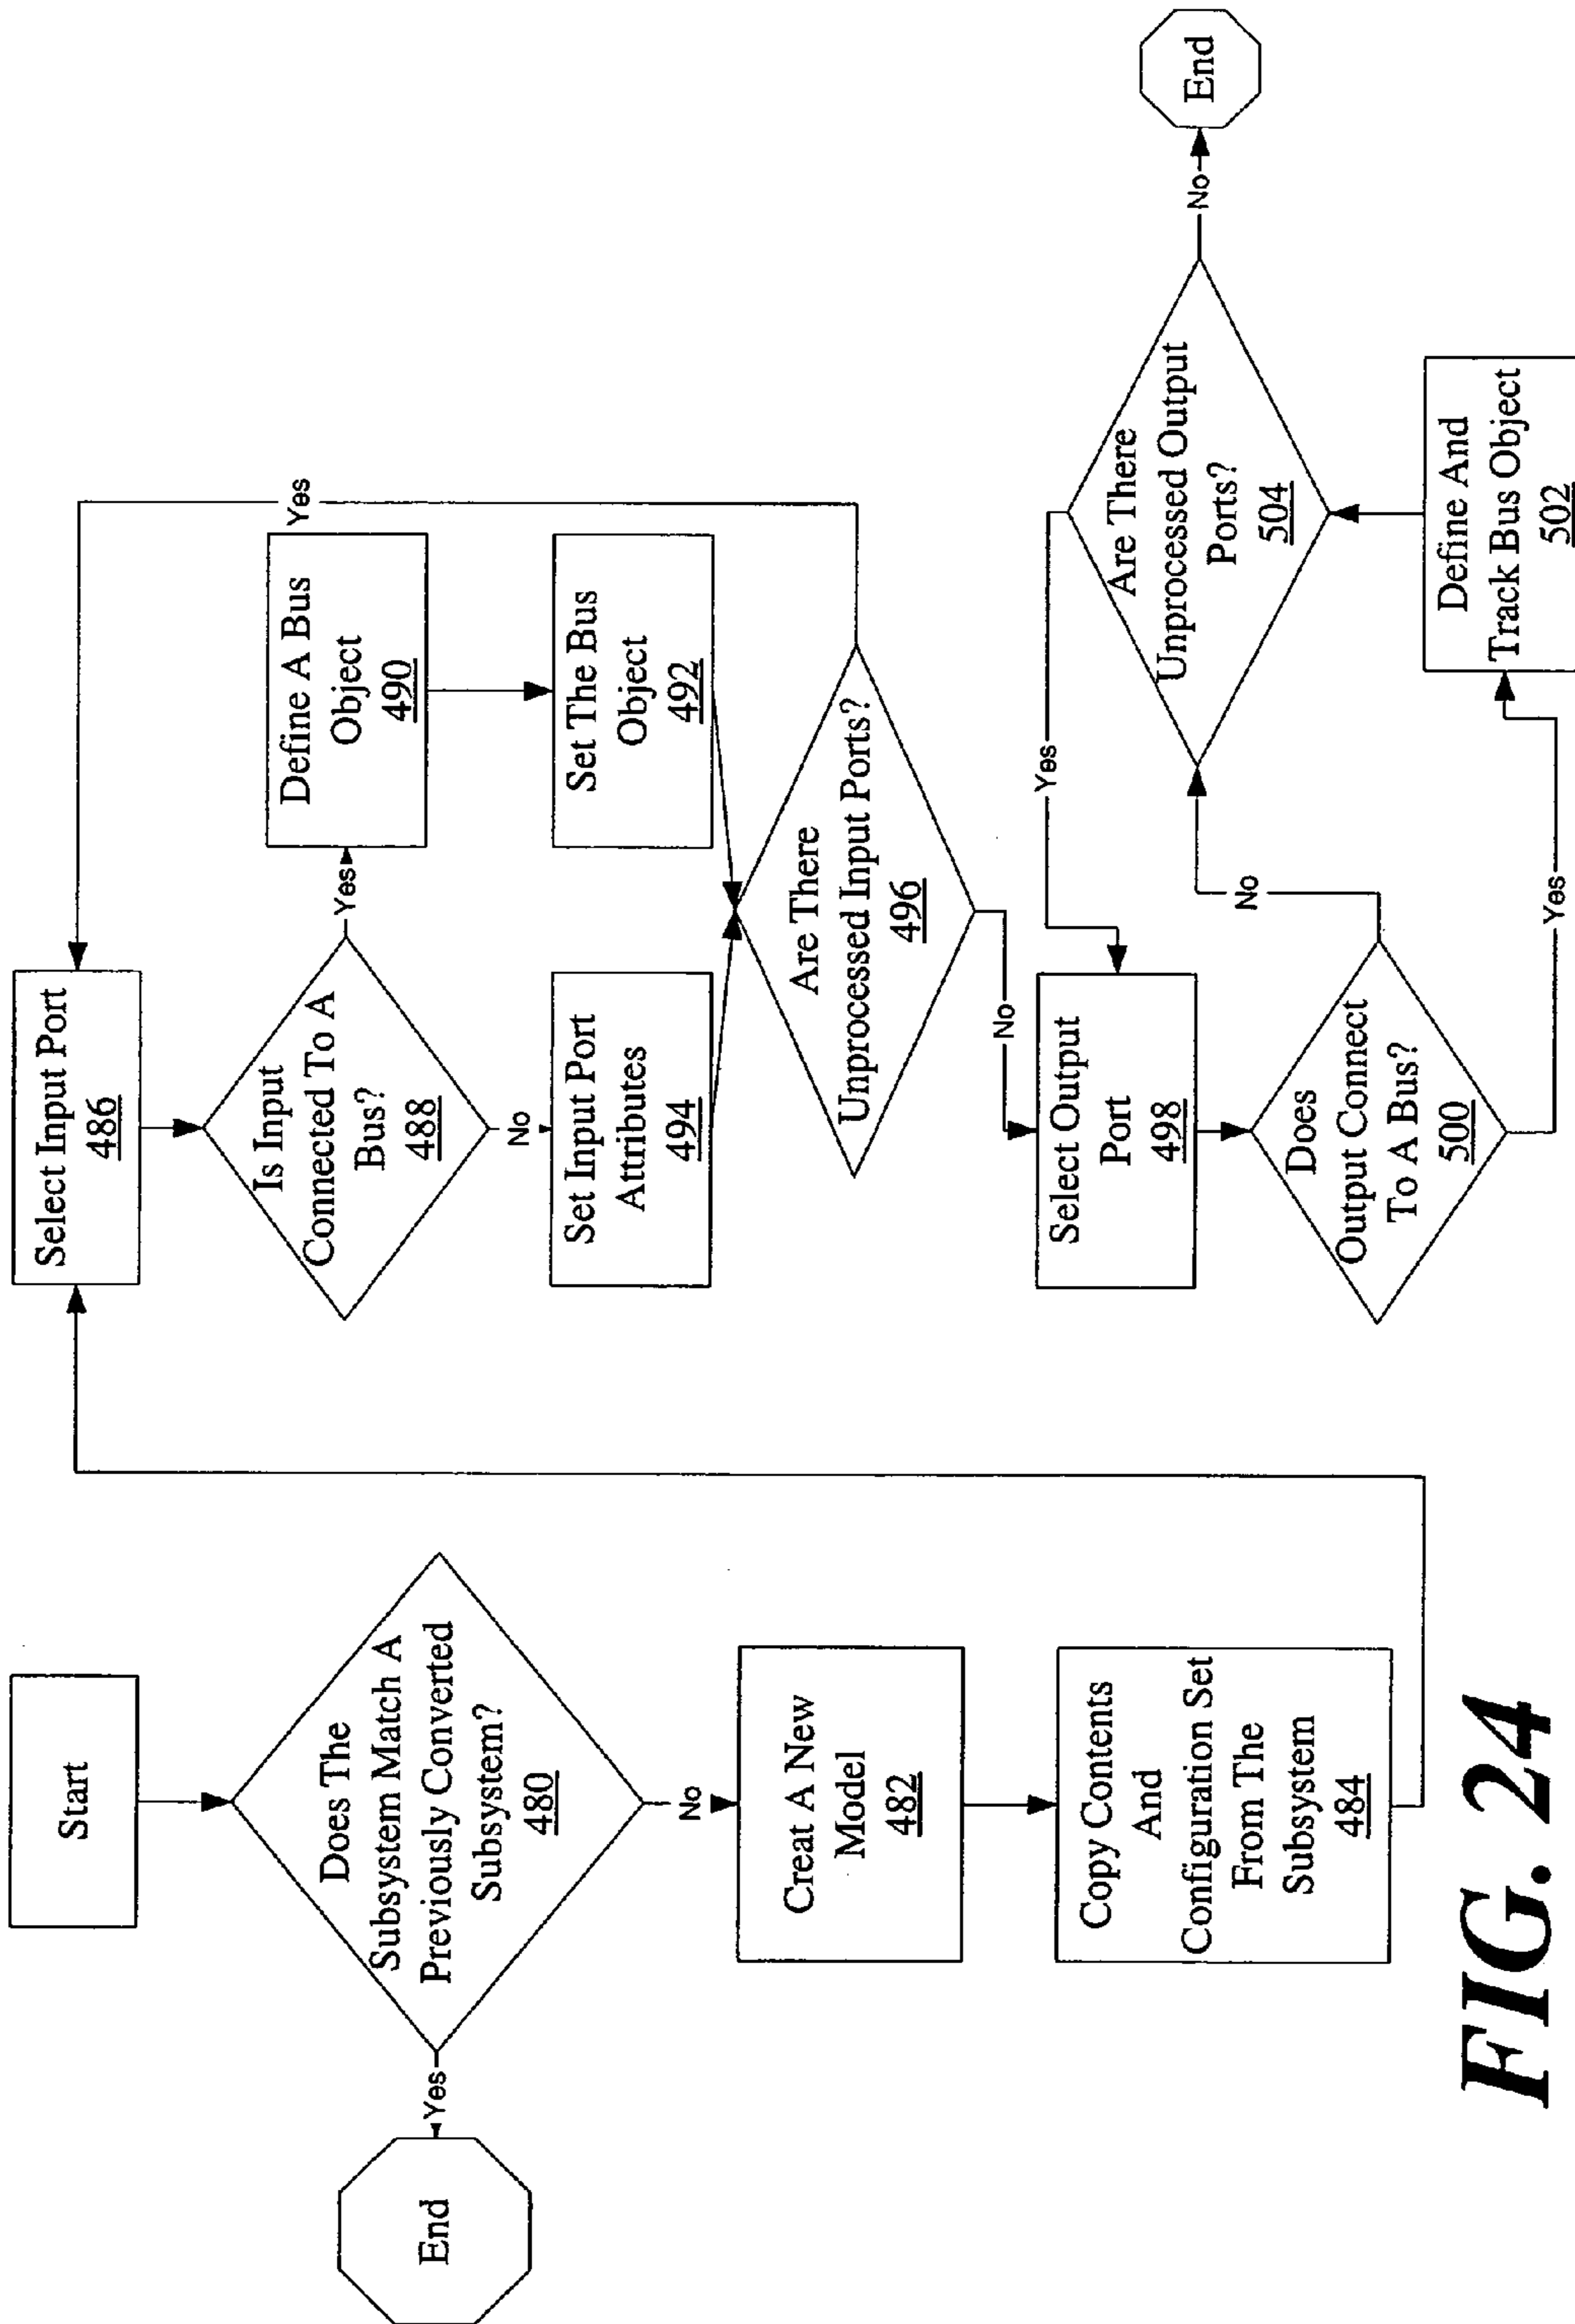 Start
Does The
Subsystem Match A
Previously Converted
Subsystem?
480
Yes
End
No
Creat A New
Model
482
Copy Contents
And
Configuration Set
From The
Subsystem
484
Select Input Port
486
Is Input
Connected To A
Bus?
488
Yes
Define A Bus
Object
490
Set The Bus
Object
492
No
Set Input Port
Attributes
494
Are There
Unprocessed Input Ports?
496
Yes
No
Select Output
Port
498
Does
Output Connect
To A Bus?
500
No
Yes
Define And
Track Bus Object
502
Are There
Unprocessed Output
Ports?
504
Yes
No
End
FIG. 24